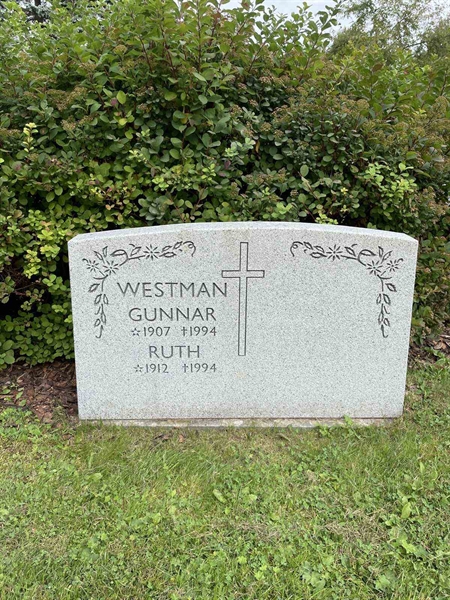 WESTMAN
GUNNAR
☆1907 †1994
RUTH
☆1912 †1994